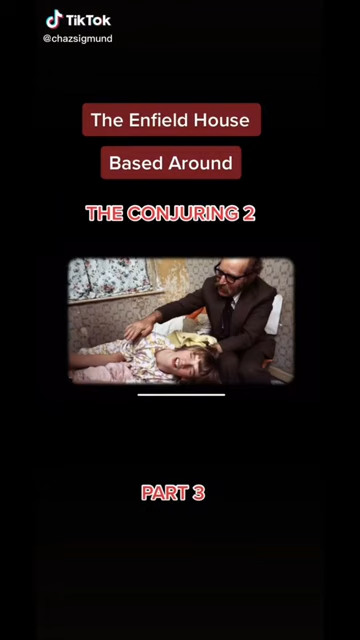 TikTok
@chazsigmund
The Enfield House
Based Around
THE CONJURING 2
PART 3